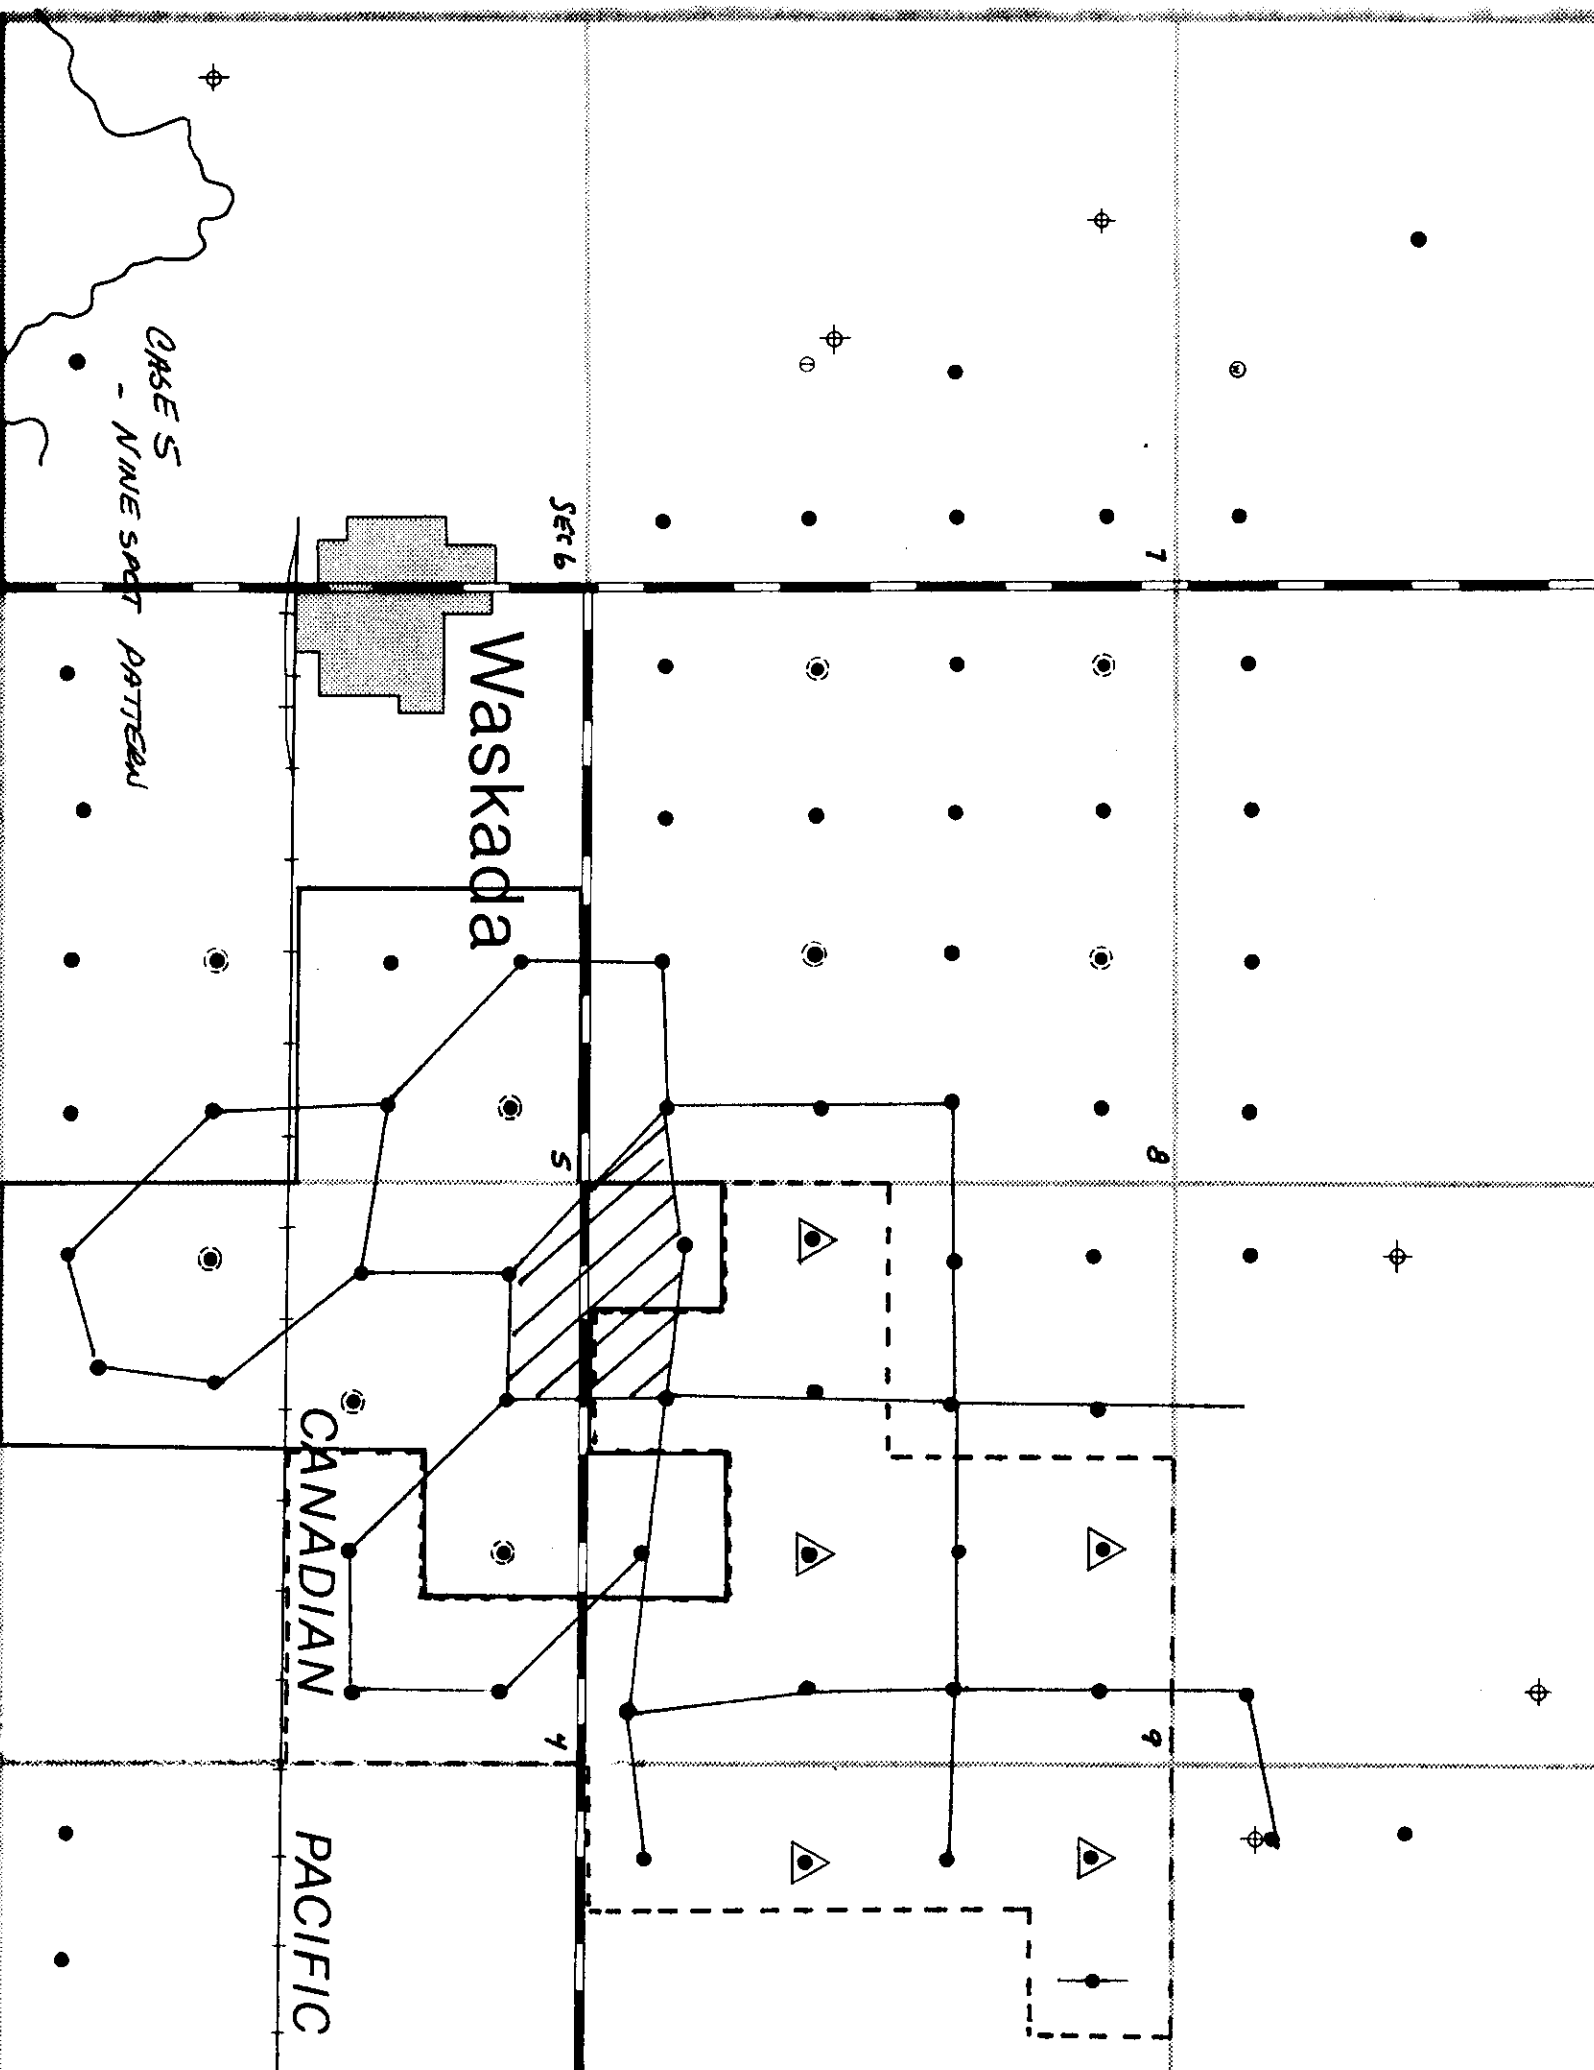 CASE 5
- NINE SPOT PATTERN
SEC 6
7
Waskada
5
8
CANADIAN PACIFIC
4
9